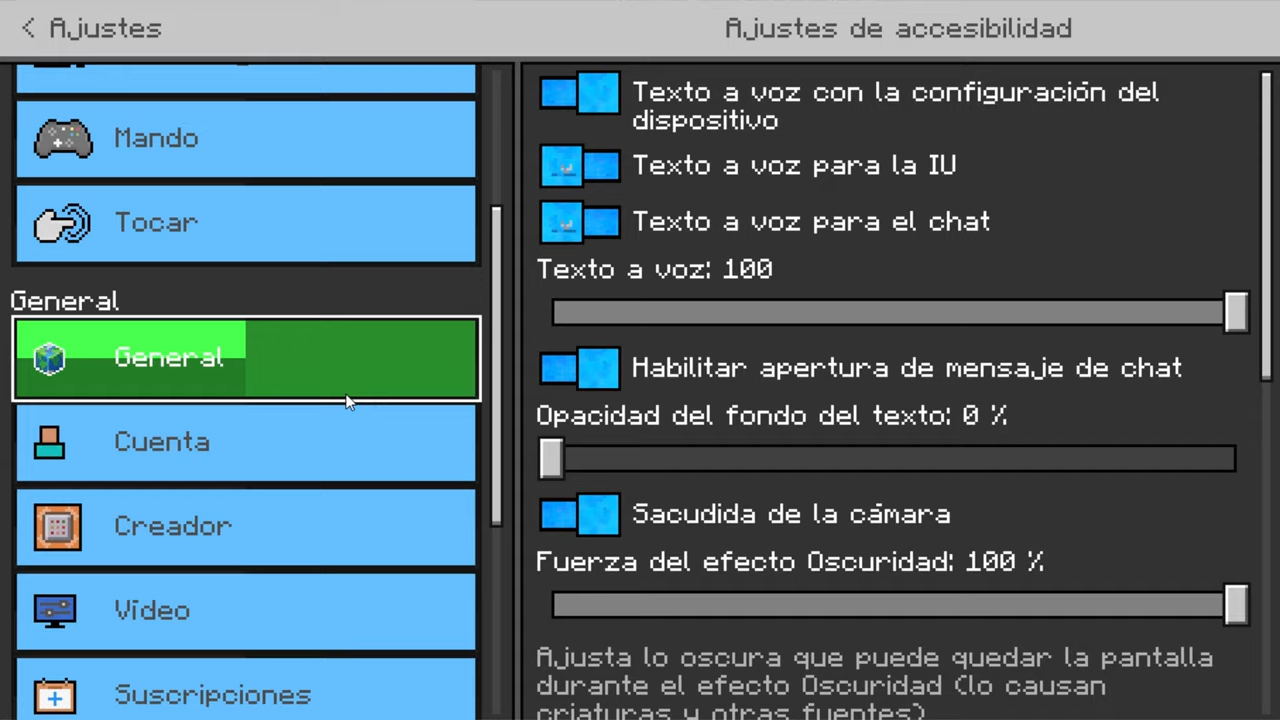 Ajustes
Ajustes de accesibilidad
Mando
Tocar
General
General
Cuenta
Creador
Vídeo
Suscripciones
Texto a voz con la configuración del
dispositivo
Texto a voz para la IU
Texto a voz para el chat
Texto a voz: 100
Habilitar apertura de mensaje de chat
Opacidad del fondo del texto: 0 %
Sacudida de la cámara
Fuerza del efecto Oscuridad: 100 %
Ajusta lo oscura que puede quedar la pantalla
durante el efecto Oscuridad (lo causan
criaturas y otras fuentes)